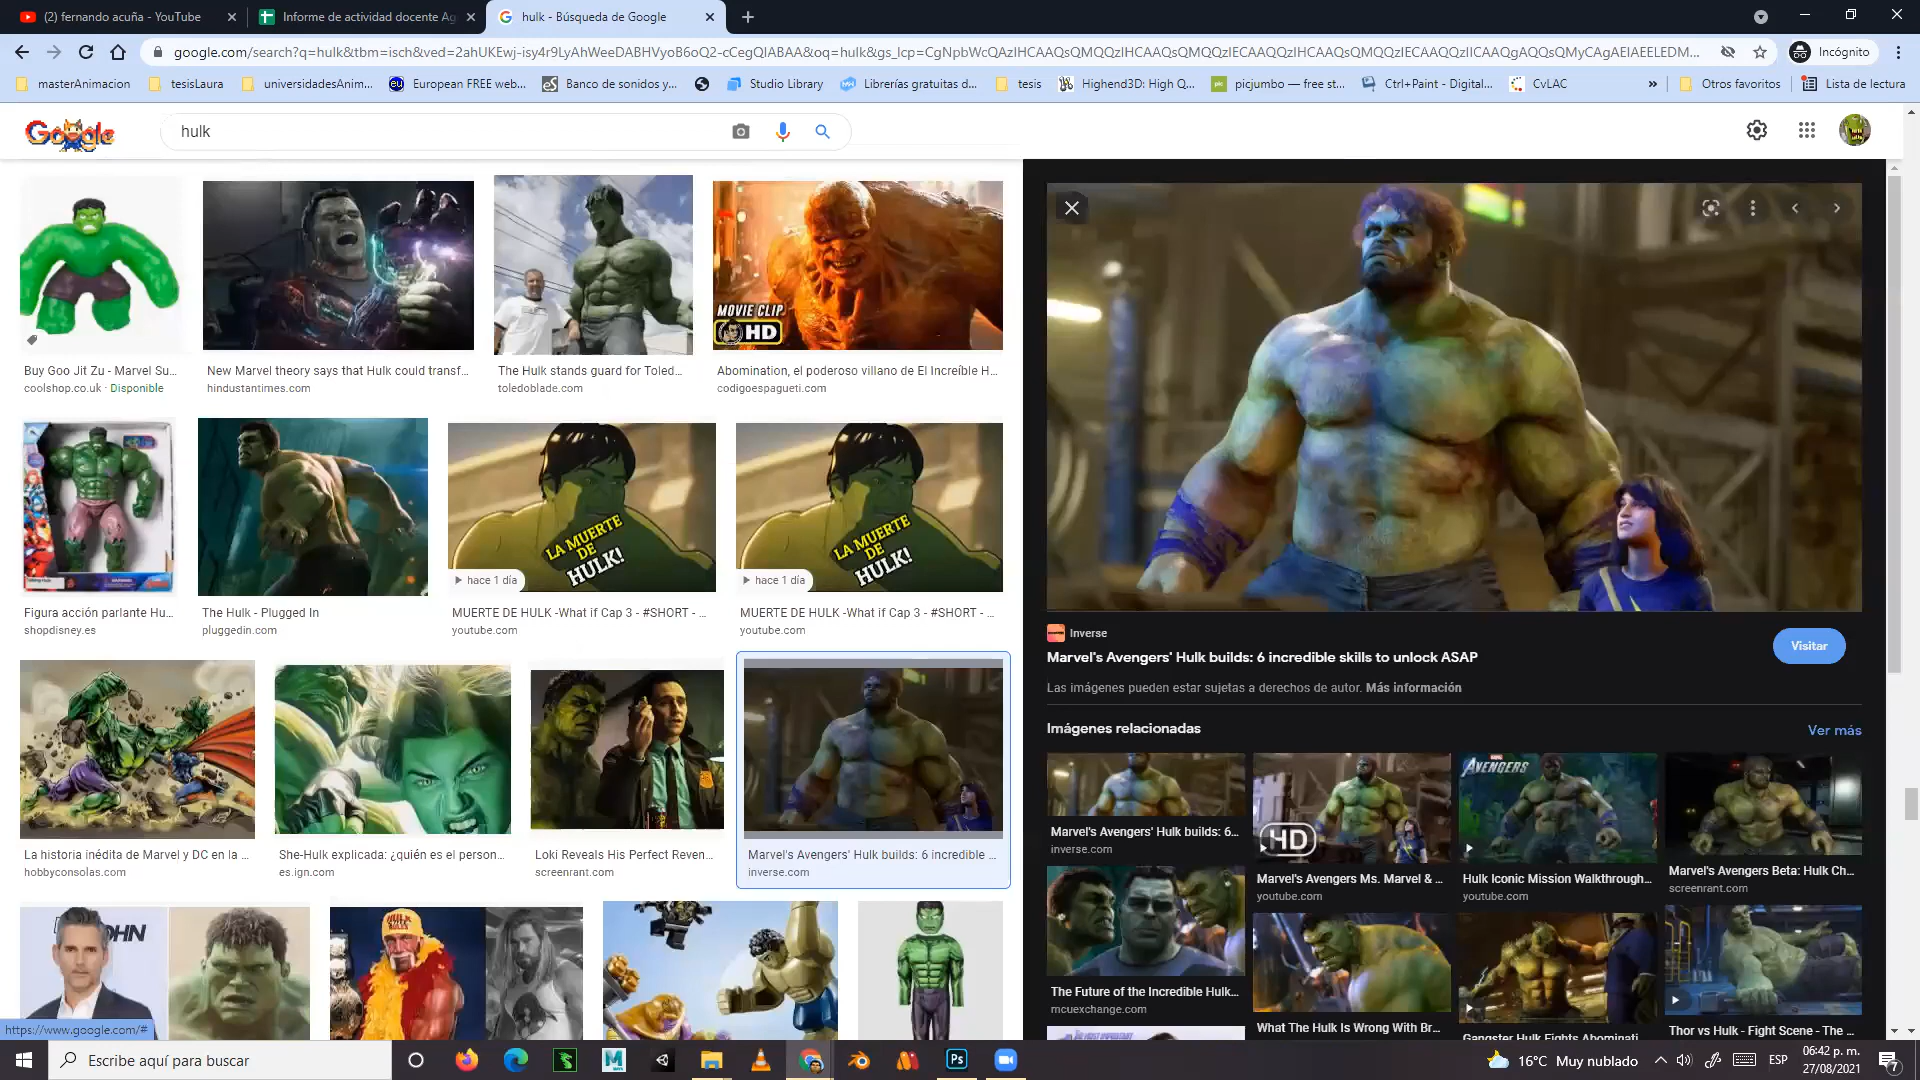 (2) fernando acuña - YouTube
Informe de actividad docente Ag
hulk - Búsqueda de Google
google.com/search?q=hulk&tbm=isch&ved=2ahUKEwj-isy4r9LyAhWeeDABHVyoB6oQ2-cCegQIABAA&oq=hulk&gs_lcp=CgNpbWcQAzIHCAAQsQMQQzIHCAAQsQMQQzIECAAQQzIHCAAQsQMQQzIECAAQQzIICAAQgAQQsQMyCAgAEIAEELEDM...
Incógnito
masterAnimacion
tesisLaura
universidadesAnim...
European FREE web...
Banco de sonidos y...
Studio Library
Librerías gratuitas d...
tesis
Highend3D: High Q...
picjumbo — free st...
Ctrl+Paint - Digital...
CvLAC
»
Otros favoritos
Lista de lectura
Google
hulk
MOVIE CLIP
HD
Buy Goo Jit Zu - Marvel Su...
coolshop.co.uk · Disponible
New Marvel theory says that Hulk could transf...
hindustantimes.com
The Hulk stands guard for Toled...
toledoblade.com
Abomination, el poderoso villano de El Increíble H...
codigoespagueti.com
LA MUERTE
DE
HULK!
hace 1 día
LA MUERTE
DE
HULK!
hace 1 día
Figura acción parlante Hu...
shopdisney.es
The Hulk - Plugged In
pluggedin.com
MUERTE DE HULK -What if Cap 3 - #SHORT - ...
youtube.com
MUERTE DE HULK -What if Cap 3 - #SHORT - ...
youtube.com
La historia inédita de Marvel y DC en la ...
hobbyconsolas.com
She-Hulk explicada: ¿quién es el person...
es.ign.com
Loki Reveals His Perfect Reven...
screenrant.com
Marvel's Avengers' Hulk builds: 6 incredible ...
inverse.com
Inverse
Marvel's Avengers' Hulk builds: 6 incredible skills to unlock ASAP
Visitar
Las imágenes pueden estar sujetas a derechos de autor. Más información
Imágenes relacionadas
Ver más
HD
AVENGERS
Marvel's Avengers' Hulk builds: 6...
inverse.com
Marvel's Avengers Ms. Marvel & ...
youtube.com
Hulk Iconic Mission Walkthrough...
youtube.com
Marvel's Avengers Beta: Hulk Ch...
screenrant.com
The Future of the Incredible Hulk...
mcuexchange.com
What The Hulk Is Wrong With Br...
Gangster Hulk Fights Abominati...
Thor vs Hulk - Fight Scene - The ...
https://www.google.com/#
Escribe aquí para buscar
Ps
16°C Muy nublado
ESP
06:42 p. m.
27/08/2021
7